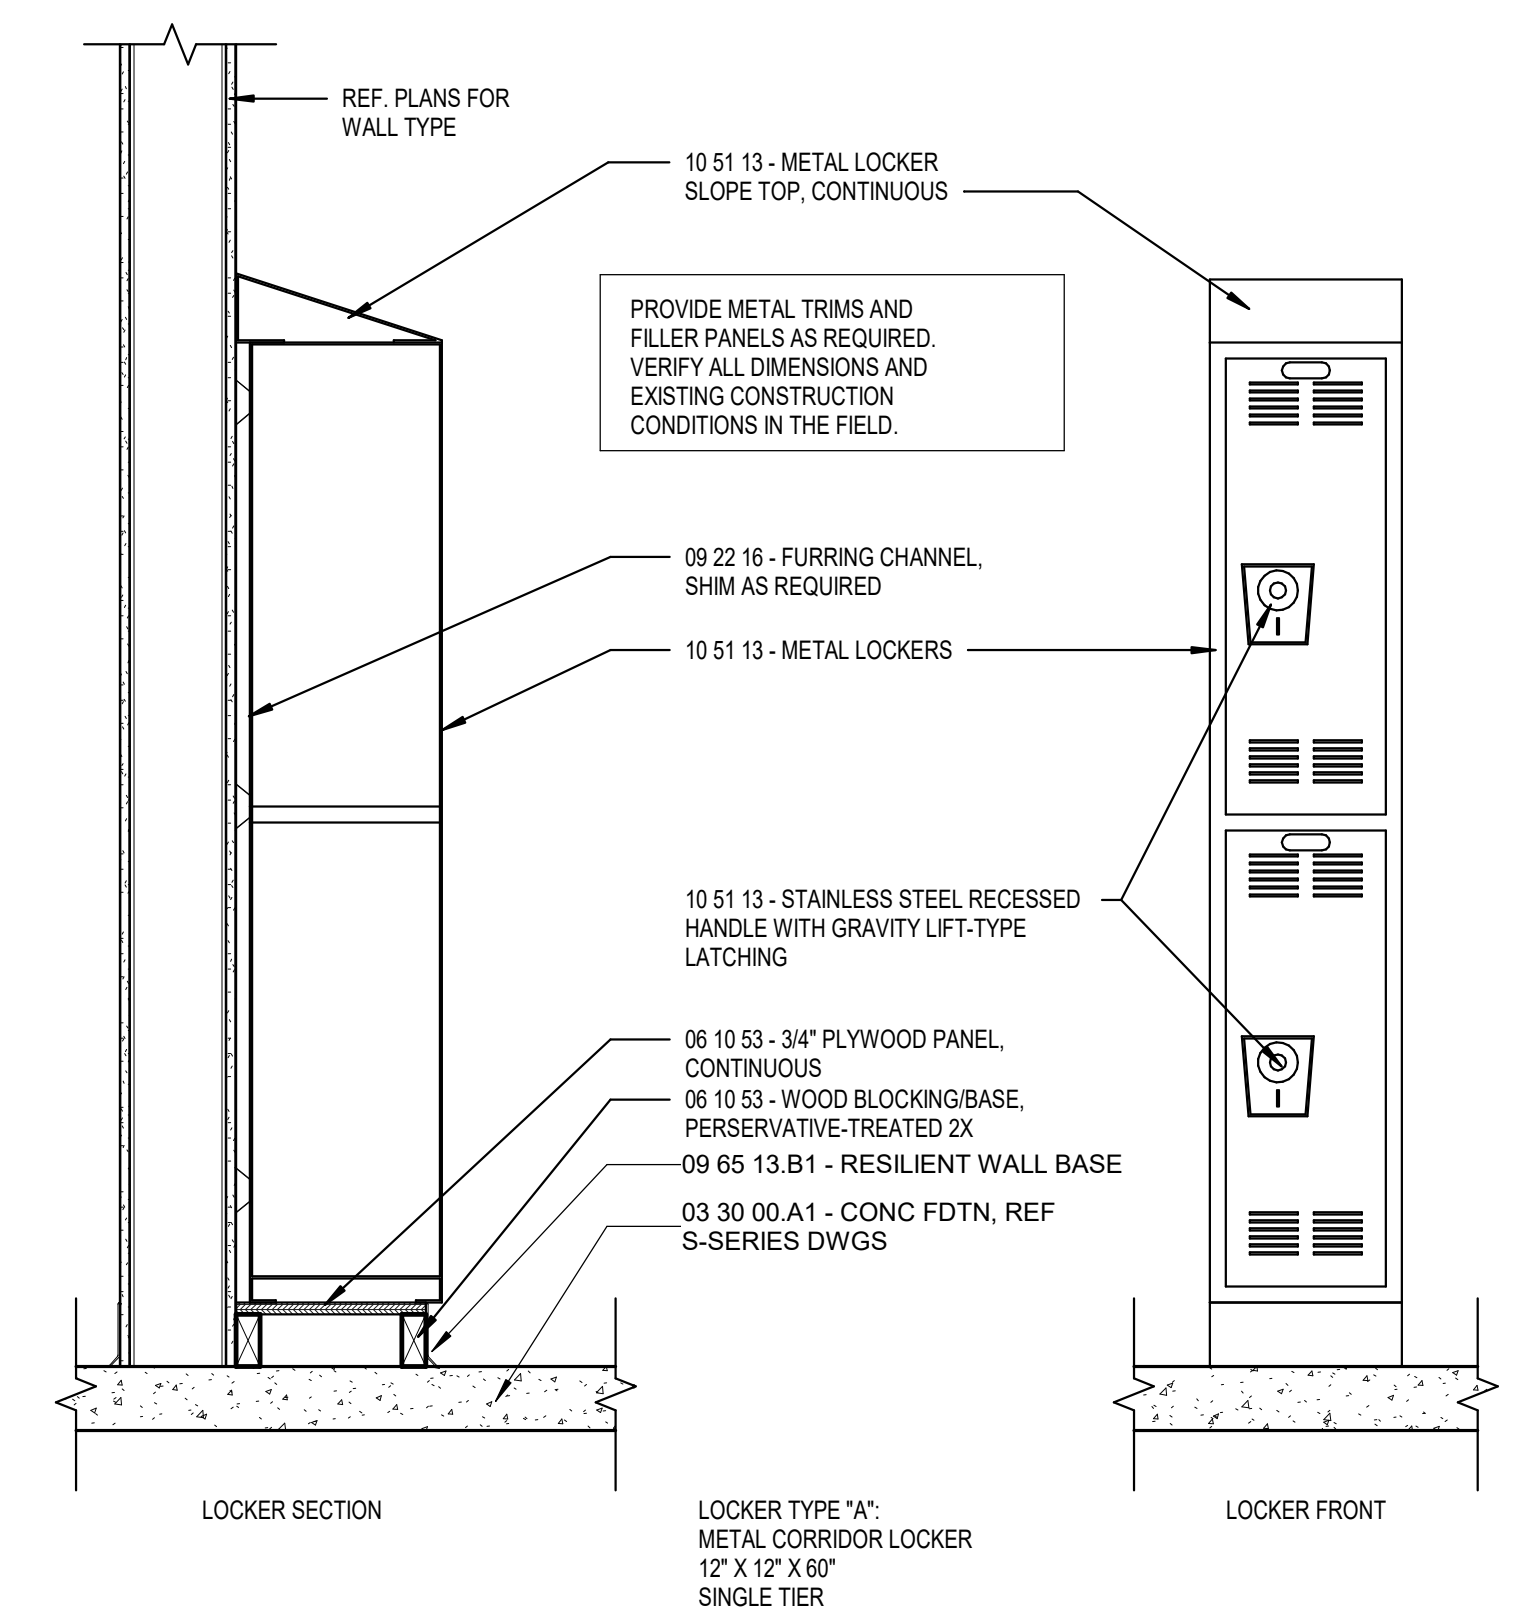 REF. PLANS FOR
WALL TYPE
10 51 13 - METAL LOCKER
SLOPE TOP, CONTINUOUS
PROVIDE METAL TRIMS AND
FILLER PANELS AS REQUIRED.
VERIFY ALL DIMENSIONS AND
EXISTING CONSTRUCTION
CONDITIONS IN THE FIELD.
09 22 16 - FURRING CHANNEL,
SHIM AS REQUIRED
10 51 13 - METAL LOCKERS
10 51 13 - STAINLESS STEEL RECESSED
HANDLE WITH GRAVITY LIFT-TYPE
LATCHING
06 10 53 - 3/4" PLYWOOD PANEL,
CONTINUOUS
06 10 53 - WOOD BLOCKING/BASE,
PERSERVATIVE-TREATED 2X
09 65 13.B1 - RESILIENT WALL BASE
03 30 00.A1 - CONC FDTN, REF
S-SERIES DWGS
LOCKER SECTION
LOCKER TYPE "A":
METAL CORRIDOR LOCKER
12" X 12" X 60"
SINGLE TIER
LOCKER FRONT